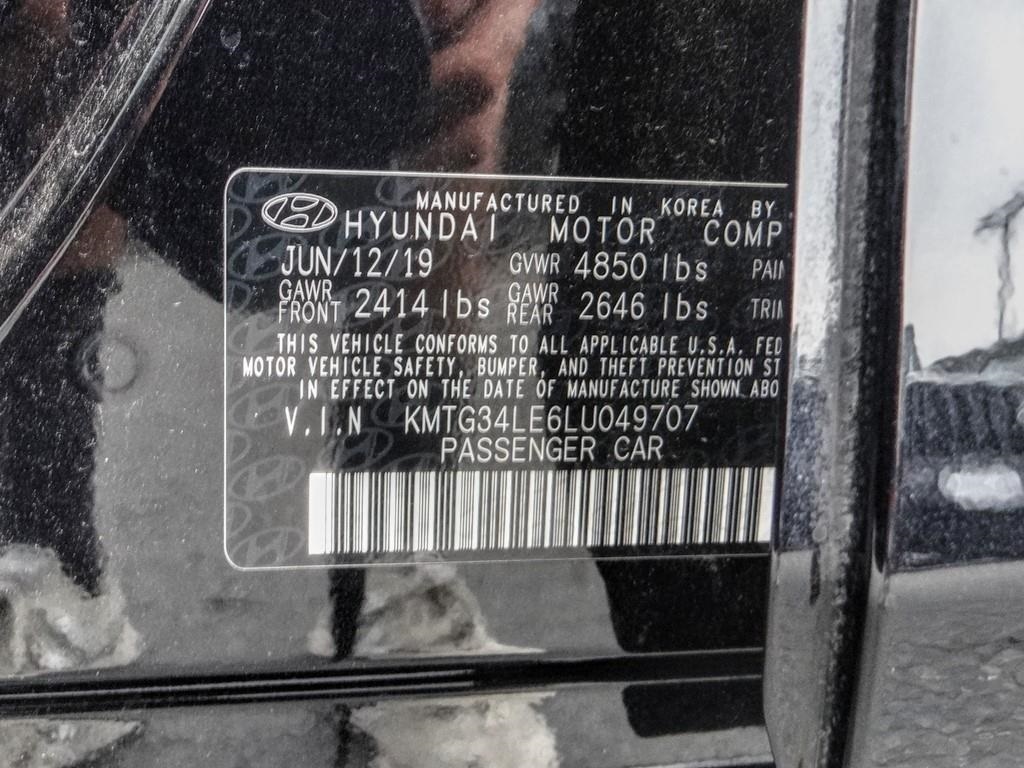 MANUFACTURED IN KOREA BY
HYUNDAI MOTOR COMP
JUN/12/19 GVWR 4850 lbs PAI
GAWR FRONT 2414 lbs GAWR REAR 2646 lbs TRI
THIS VEHICLE CONFORMS TO ALL APPLICABLE U.S.A. FED
MOTOR VEHICLE SAFETY, BUMPER, AND THEFT PREVENTION ST
IN EFFECT ON THE DATE OF MANUFACTURE SHOWN ABO
V.I.N KMTG34LE6LU049707
PASSENGER CAR